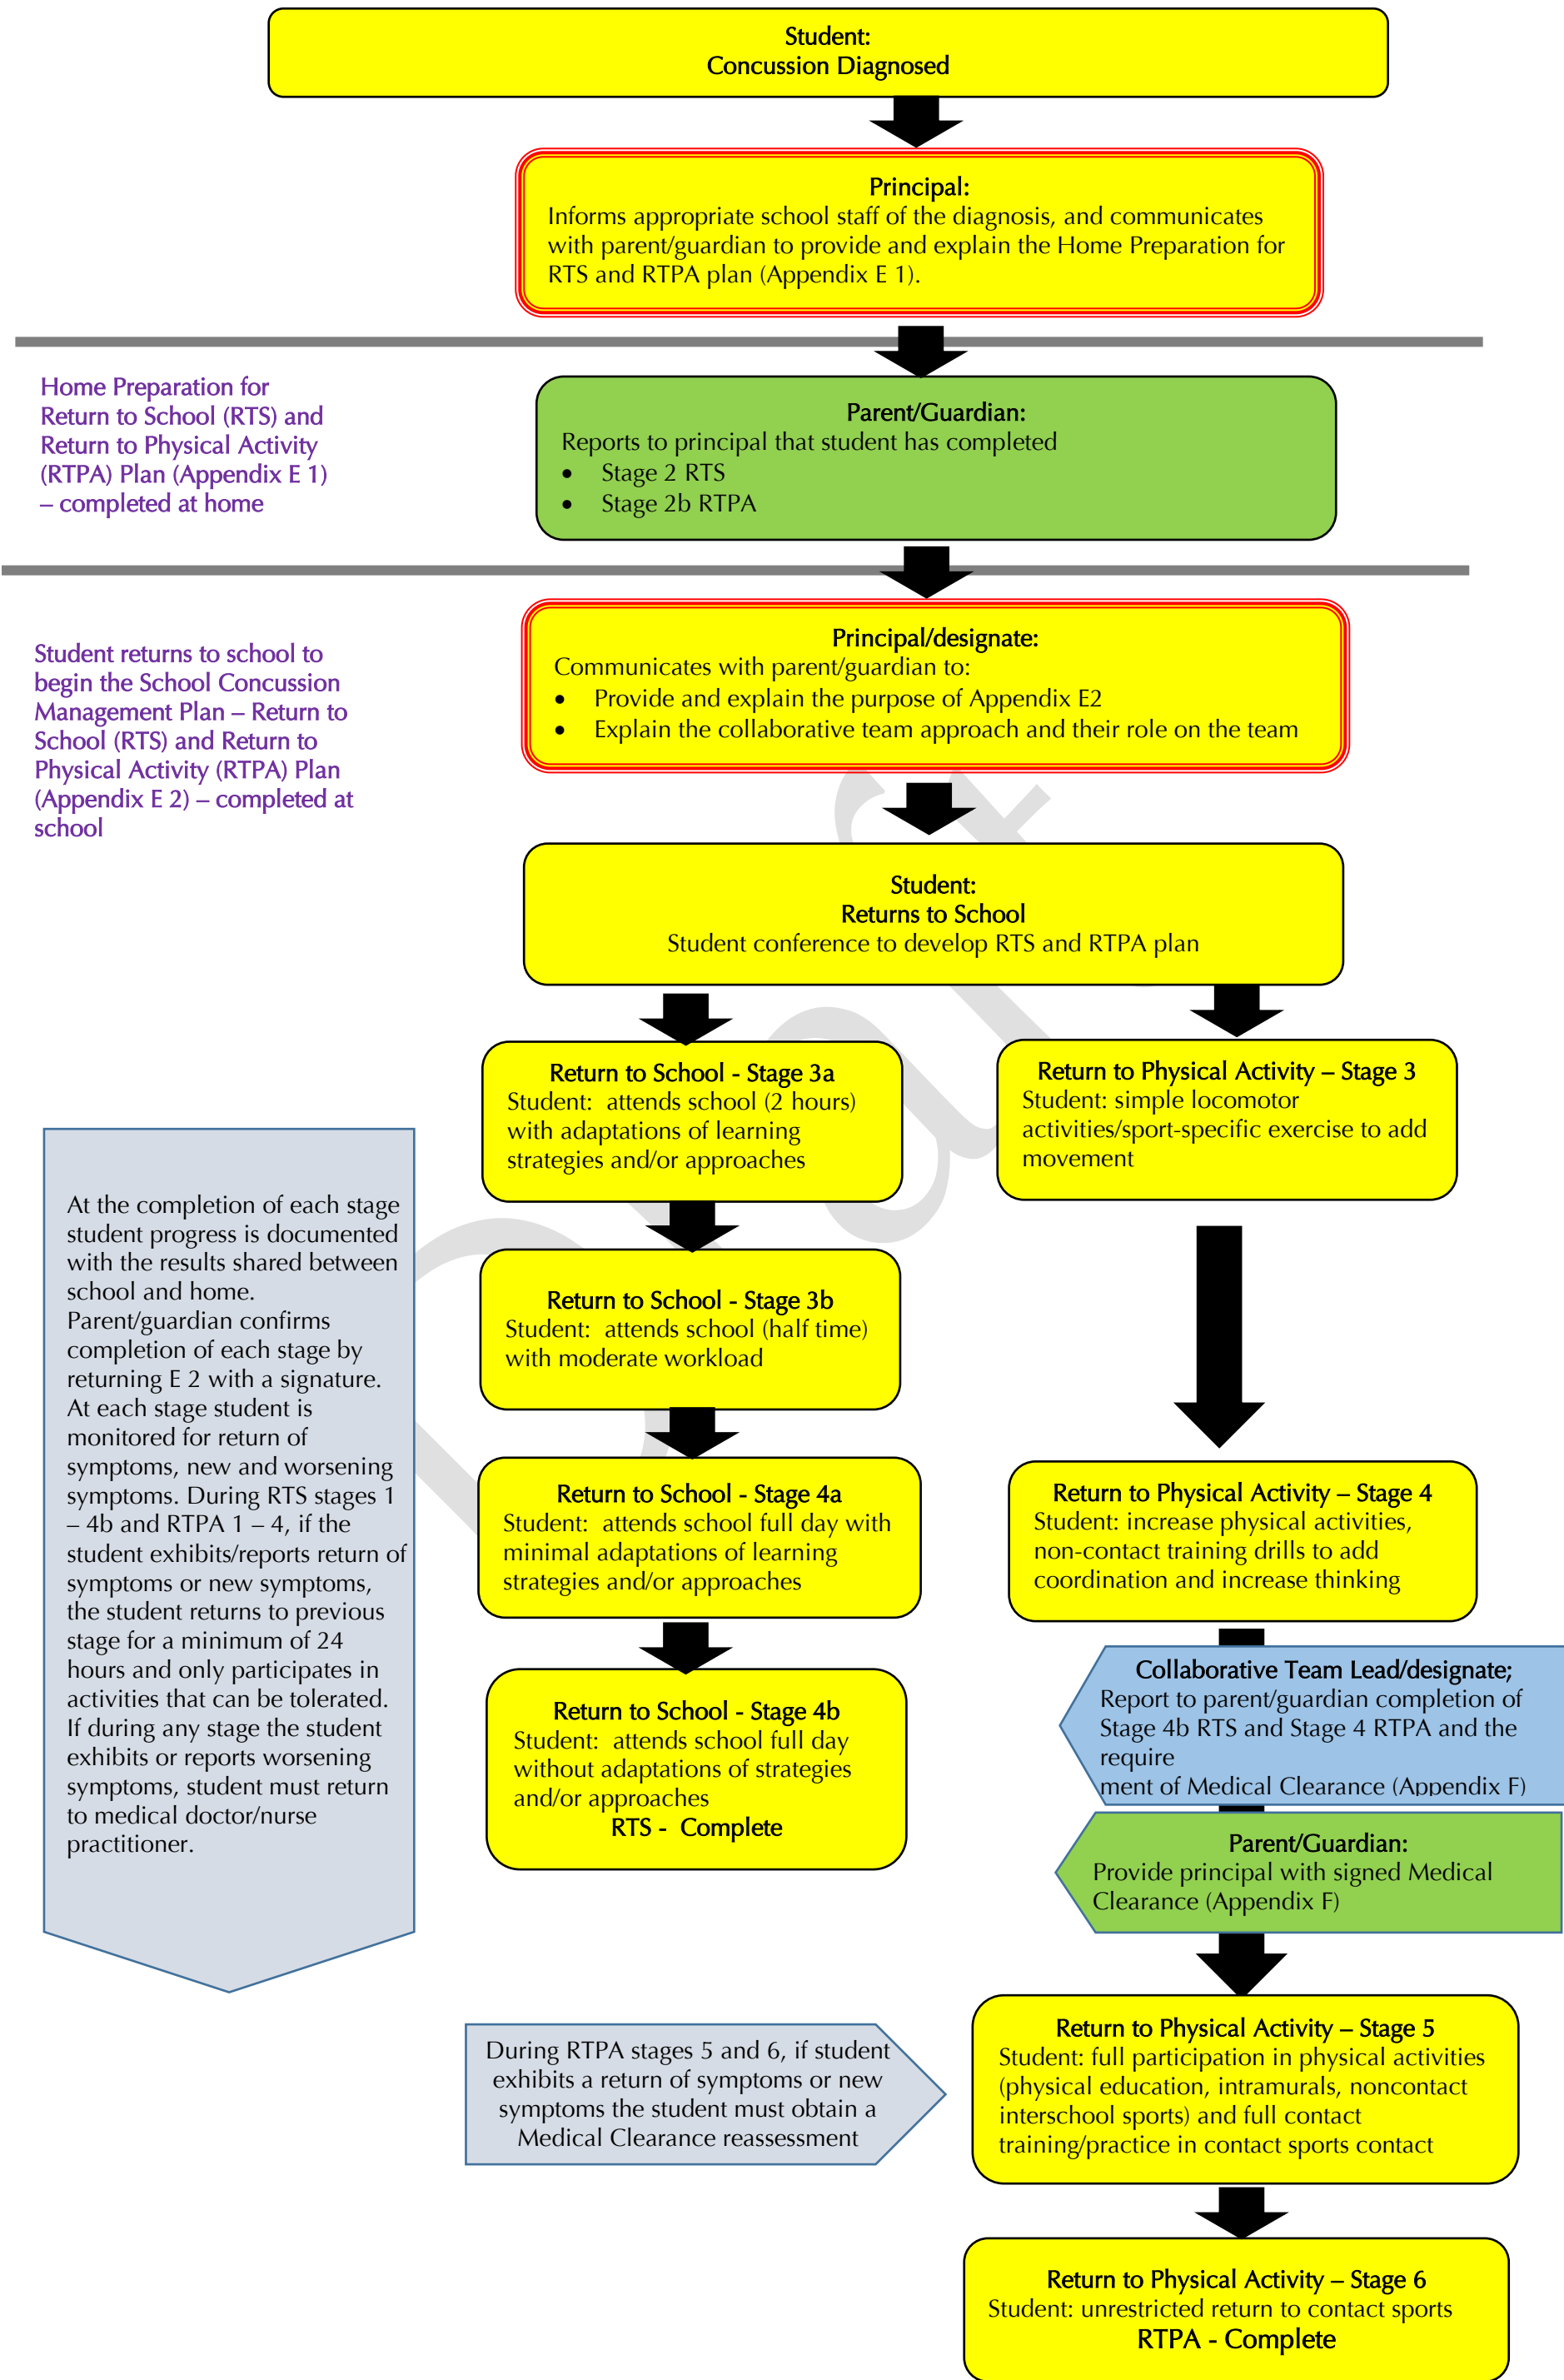 Student:
Concussion Diagnosed
Principal:
Informs appropriate school staff of the diagnosis, and communicates
with parent/guardian to provide and explain the Home Preparation for
RTS and RTPA plan (Appendix E 1).
Home Preparation for
Return to School (RTS) and
Return to Physical Activity
(RTPA) Plan (Appendix E 1)
– completed at home
Parent/Guardian:
Reports to principal that student has completed
• Stage 2 RTS
• Stage 2b RTPA
Student returns to school to
begin the School Concussion
Management Plan – Return to
School (RTS) and Return to
Physical Activity (RTPA) Plan
(Appendix E 2) – completed at
school
Principal/designate:
Communicates with parent/guardian to:
• Provide and explain the purpose of Appendix E2
• Explain the collaborative team approach and their role on the team
Student:
Returns to School
Student conference to develop RTS and RTPA plan
Return to School - Stage 3a
Student: attends school (2 hours)
with adaptations of learning
strategies and/or approaches
Return to Physical Activity – Stage 3
Student: simple locomotor
activities/sport-specific exercise to add
movement
At the completion of each stage
student progress is documented
with the results shared between
school and home.
Parent/guardian confirms
completion of each stage by
returning E 2 with a signature.
At each stage student is
monitored for return of
symptoms, new and worsening
symptoms. During RTS stages 1
– 4b and RTPA 1 – 4, if the
student exhibits/reports return of
symptoms or new symptoms,
the student returns to previous
stage for a minimum of 24
hours and only participates in
activities that can be tolerated.
If during any stage the student
exhibits or reports worsening
symptoms, student must return
to medical doctor/nurse
practitioner.
Return to School - Stage 3b
Student: attends school (half time)
with moderate workload
Return to School - Stage 4a
Student: attends school full day with
minimal adaptations of learning
strategies and/or approaches
Return to Physical Activity – Stage 4
Student: increase physical activities,
non-contact training drills to add
coordination and increase thinking
Return to School - Stage 4b
Student: attends school full day
without adaptations of strategies
and/or approaches
RTS - Complete
Collaborative Team Lead/designate;
Report to parent/guardian completion of
Stage 4b RTS and Stage 4 RTPA and the
require
ment of Medical Clearance (Appendix F)
Parent/Guardian:
Provide principal with signed Medical
Clearance (Appendix F)
During RTPA stages 5 and 6, if student
exhibits a return of symptoms or new
symptoms the student must obtain a
Medical Clearance reassessment
Return to Physical Activity – Stage 5
Student: full participation in physical activities
(physical education, intramurals, noncontact
interschool sports) and full contact
training/practice in contact sports contact
Return to Physical Activity – Stage 6
Student: unrestricted return to contact sports
RTPA - Complete
Draft